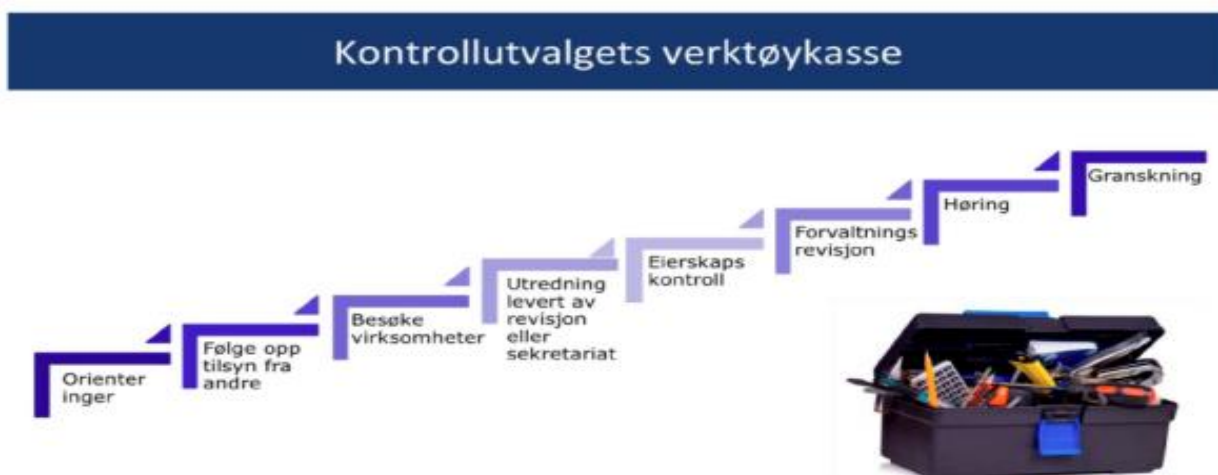 Kontrollutvalgets verktøykasse
Orienter
inger
Følge opp
tilsyn fra
andre
Besøke
virksomheter
Utredning
levert av
revisjon
eller
sekretariat
Eierskaps
kontroll
Forvaltnings
revisjon
Høring
Granskning